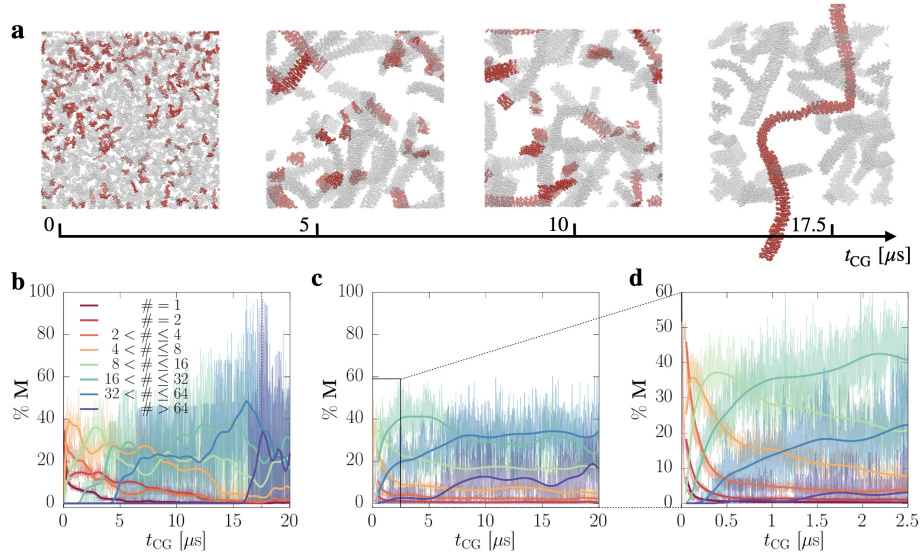 a
0 5 10 17.5
t_CG [μs]
b c d
100
80
60
40
20
0
% M
# = 1
# = 2
2 < # ≤ 4
4 < # ≤ 8
8 < # ≤ 16
16 < # ≤ 32
32 < # ≤ 64
# > 64
0 5 10 15 20
t_CG [μs]
100
80
60
40
20
0
% M
0 5 10 15 20
t_CG [μs]
60
50
40
30
20
10
0
% M
0 0.5 1 1.5 2 2.5
t_CG [μs]